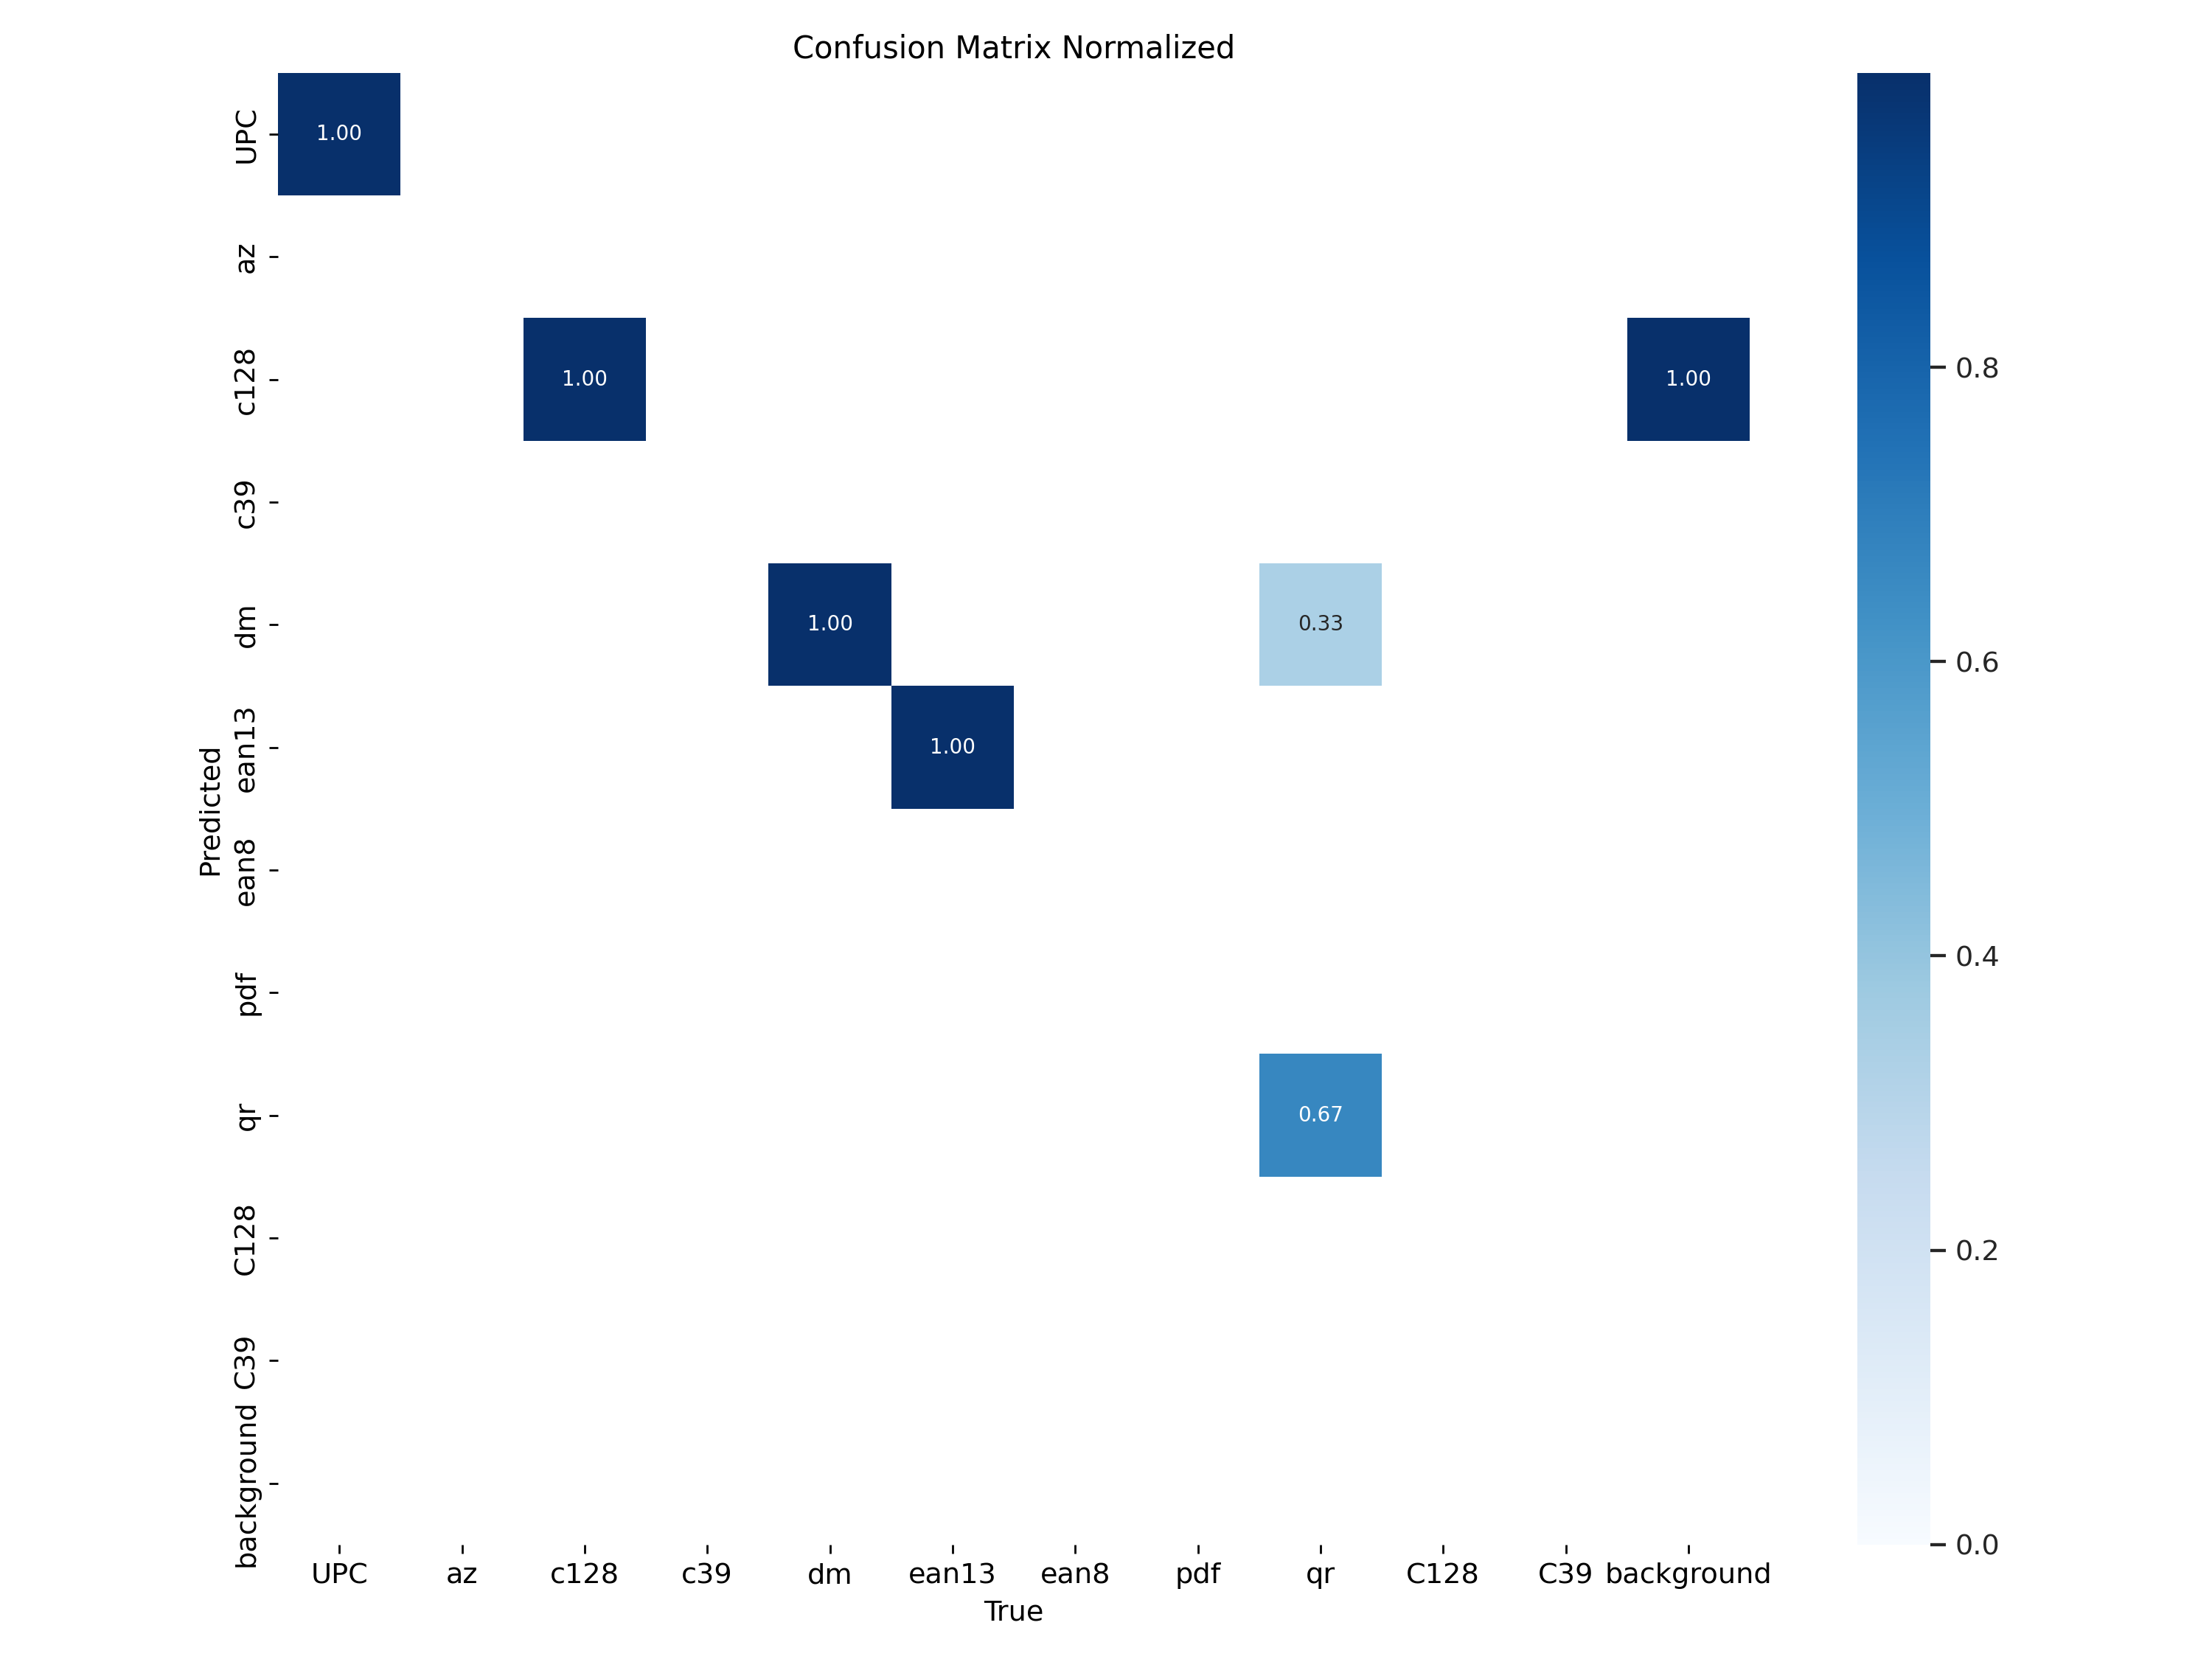 Confusion Matrix Normalized
UPC
1.00
az
c128
1.00
1.00
0.8
c39
dm
1.00
0.33
0.6
ean13
1.00
Predicted
ean8
0.4
pdf
qr
0.67
C128
0.2
C39
background
0.0
UPC az c128 c39 dm ean13 ean8 pdf qr C128 C39 background
True